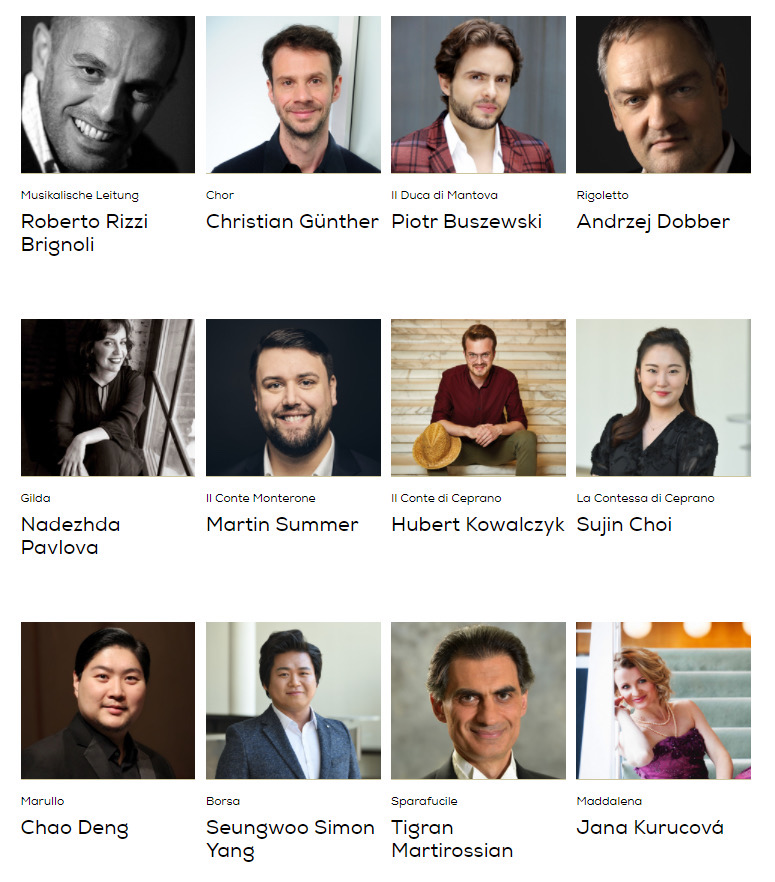 Musikalische Leitung
Roberto Rizzi
Brignoli
Chor
Christian Günther
Il Duca di Mantova
Piotr Buszewski
Rigoletto
Andrzej Dobber
Gilda
Nadezhda
Pavlova
Il Conte Monterone
Martin Summer
Il Conte di Ceprano
Hubert Kowalczyk
La Contessa di Ceprano
Sujin Choi
Marullo
Chao Deng
Borsa
Seungwoo Simon
Yang
Sparafucile
Tigran
Martirossian
Maddalena
Jana Kurucová